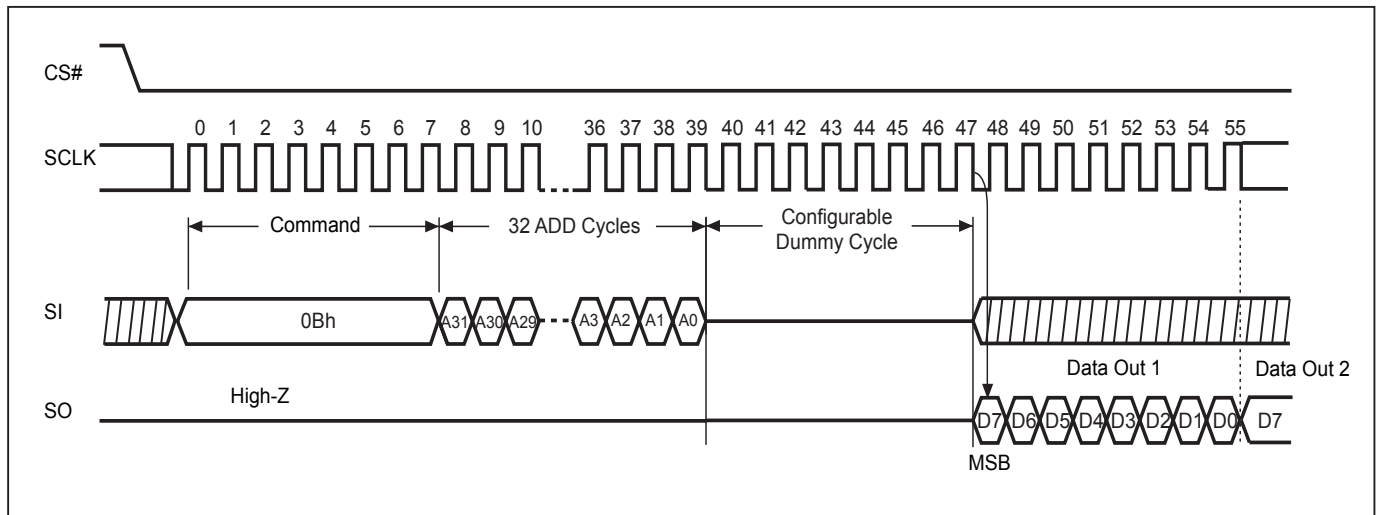 CS#
0 1 2 3 4 5 6 7 8 9 10 36 37 38 39 40 41 42 43 44 45 46 47 48 49 50 51 52 53 54 55
SCLK
Command
32 ADD Cycles
Configurable
Dummy Cycle
SI
0Bh
A31 A30 A29 A3 A2 A1 A0
Data Out 1
Data Out 2
High-Z
SO
D7 D6 D5 D4 D3 D2 D1 D0 D7
MSB